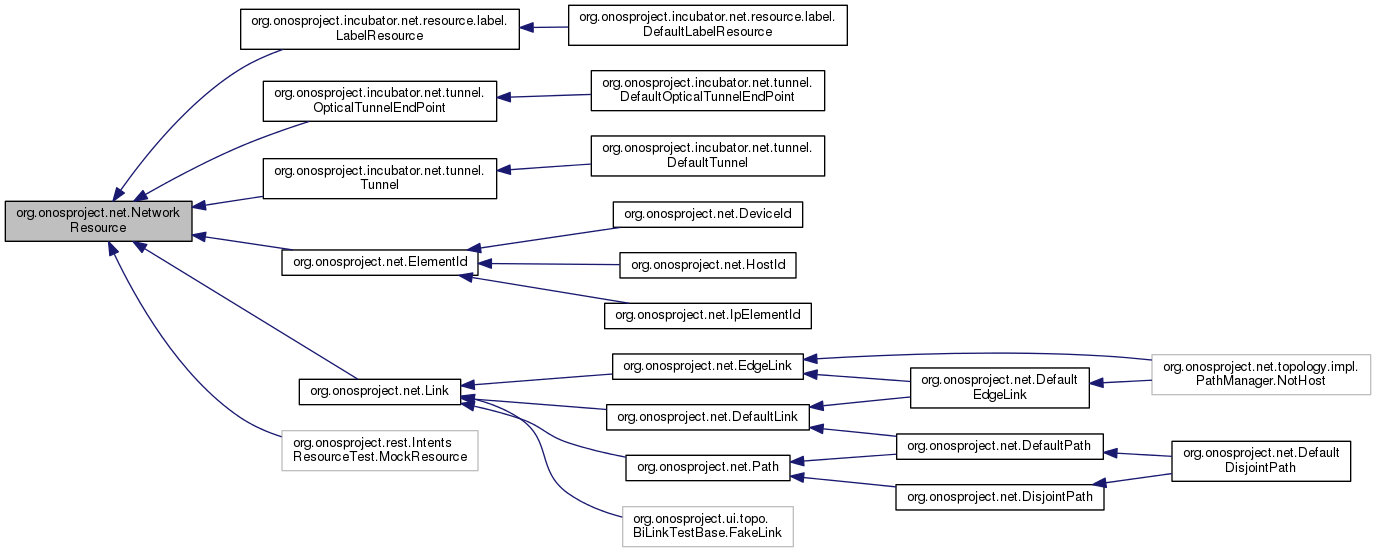 org.onosproject.net.Network
Resource
org.onosproject.incubator.net.resource.label.
LabelResource
org.onosproject.incubator.net.resource.label.
DefaultLabelResource
org.onosproject.incubator.net.tunnel.
OpticalTunnelEndPoint
org.onosproject.incubator.net.tunnel.
DefaultOpticalTunnelEndPoint
org.onosproject.incubator.net.tunnel.
Tunnel
org.onosproject.incubator.net.tunnel.
DefaultTunnel
org.onosproject.net.ElementId
org.onosproject.net.DeviceId
org.onosproject.net.HostId
org.onosproject.net.IpElementId
org.onosproject.net.Link
org.onosproject.net.EdgeLink
org.onosproject.net.DefaultLink
org.onosproject.net.Path
org.onosproject.ui.topo.
BiLinkTestBase.FakeLink
org.onosproject.net.Default
EdgeLink
org.onosproject.net.topology.impl.
PathManager.NotHost
org.onosproject.net.DefaultPath
org.onosproject.net.DisjointPath
org.onosproject.net.Default
DisjointPath
org.onosproject.rest.Intents
ResourceTest.MockResource